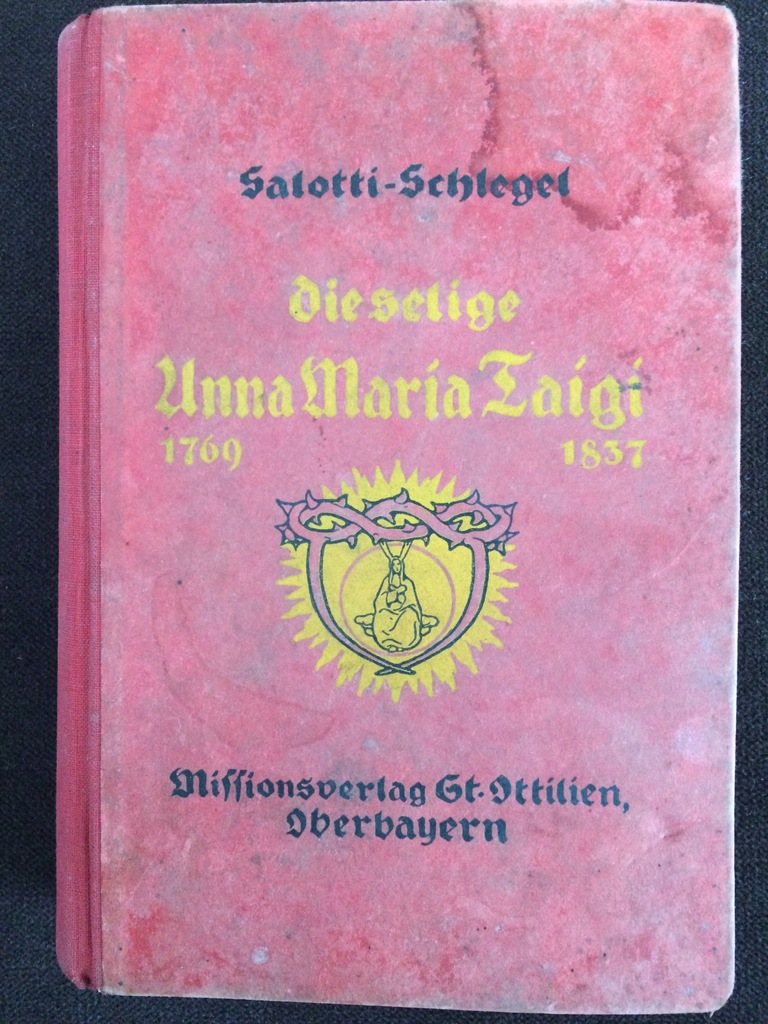 Salotti-Schlegel
Die selige
Anna Maria Taigi
1769 1837
Missionsverlag St. Ottilien,
Oberbayern